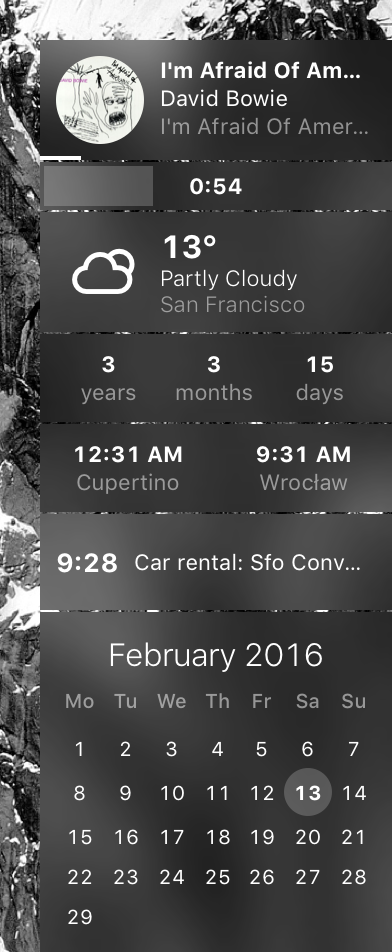 I'm Afraid Of Am...
David Bowie
I'm Afraid Of Amer...
0:54
13°
Partly Cloudy
San Francisco
3 3 15
years months days
12:31 AM 9:31 AM
Cupertino Wrocław
9:28 Car rental: Sfo Conv...
February 2016
Mo Tu We Th Fr Sa Su
1 2 3 4 5 6 7
8 9 10 11 12 13 14
15 16 17 18 19 20 21
22 23 24 25 26 27 28
29